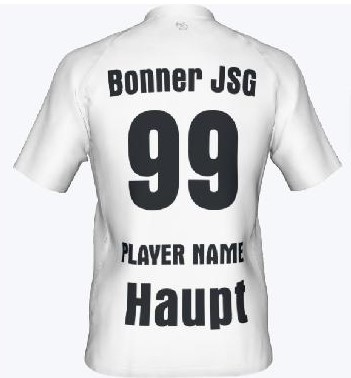 Bonner JSG
99
PLAYER NAME
Haupt